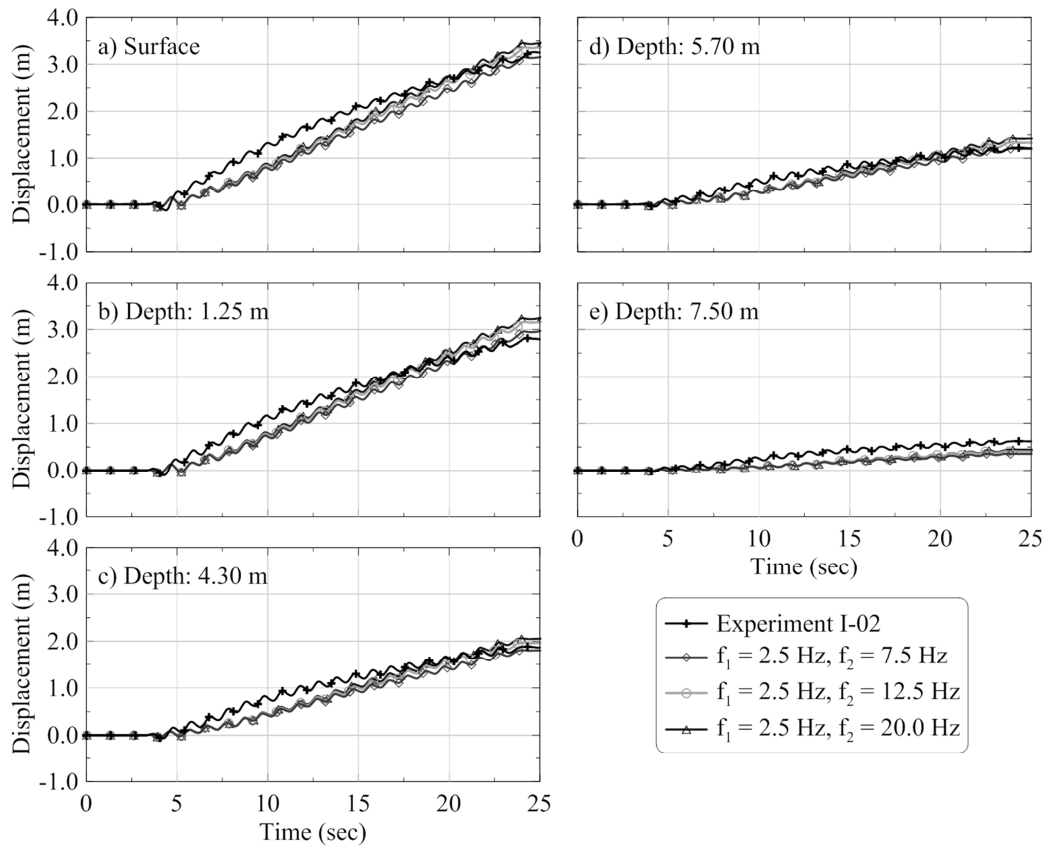 a) Surface
4.0
3.0
2.0
1.0
0.0
-1.0
Displacement (m)
b) Depth: 1.25 m
4.0
3.0
2.0
1.0
0.0
-1.0
Displacement (m)
c) Depth: 4.30 m
4.0
3.0
2.0
1.0
0.0
-1.0
Displacement (m)
0 5 10 15 20 25
Time (sec)
d) Depth: 5.70 m
e) Depth: 7.50 m
0 5 10 15 20 25
Time (sec)
Experiment I-02
f₁ = 2.5 Hz, f₂ = 7.5 Hz
f₁ = 2.5 Hz, f₂ = 12.5 Hz
f₁ = 2.5 Hz, f₂ = 20.0 Hz